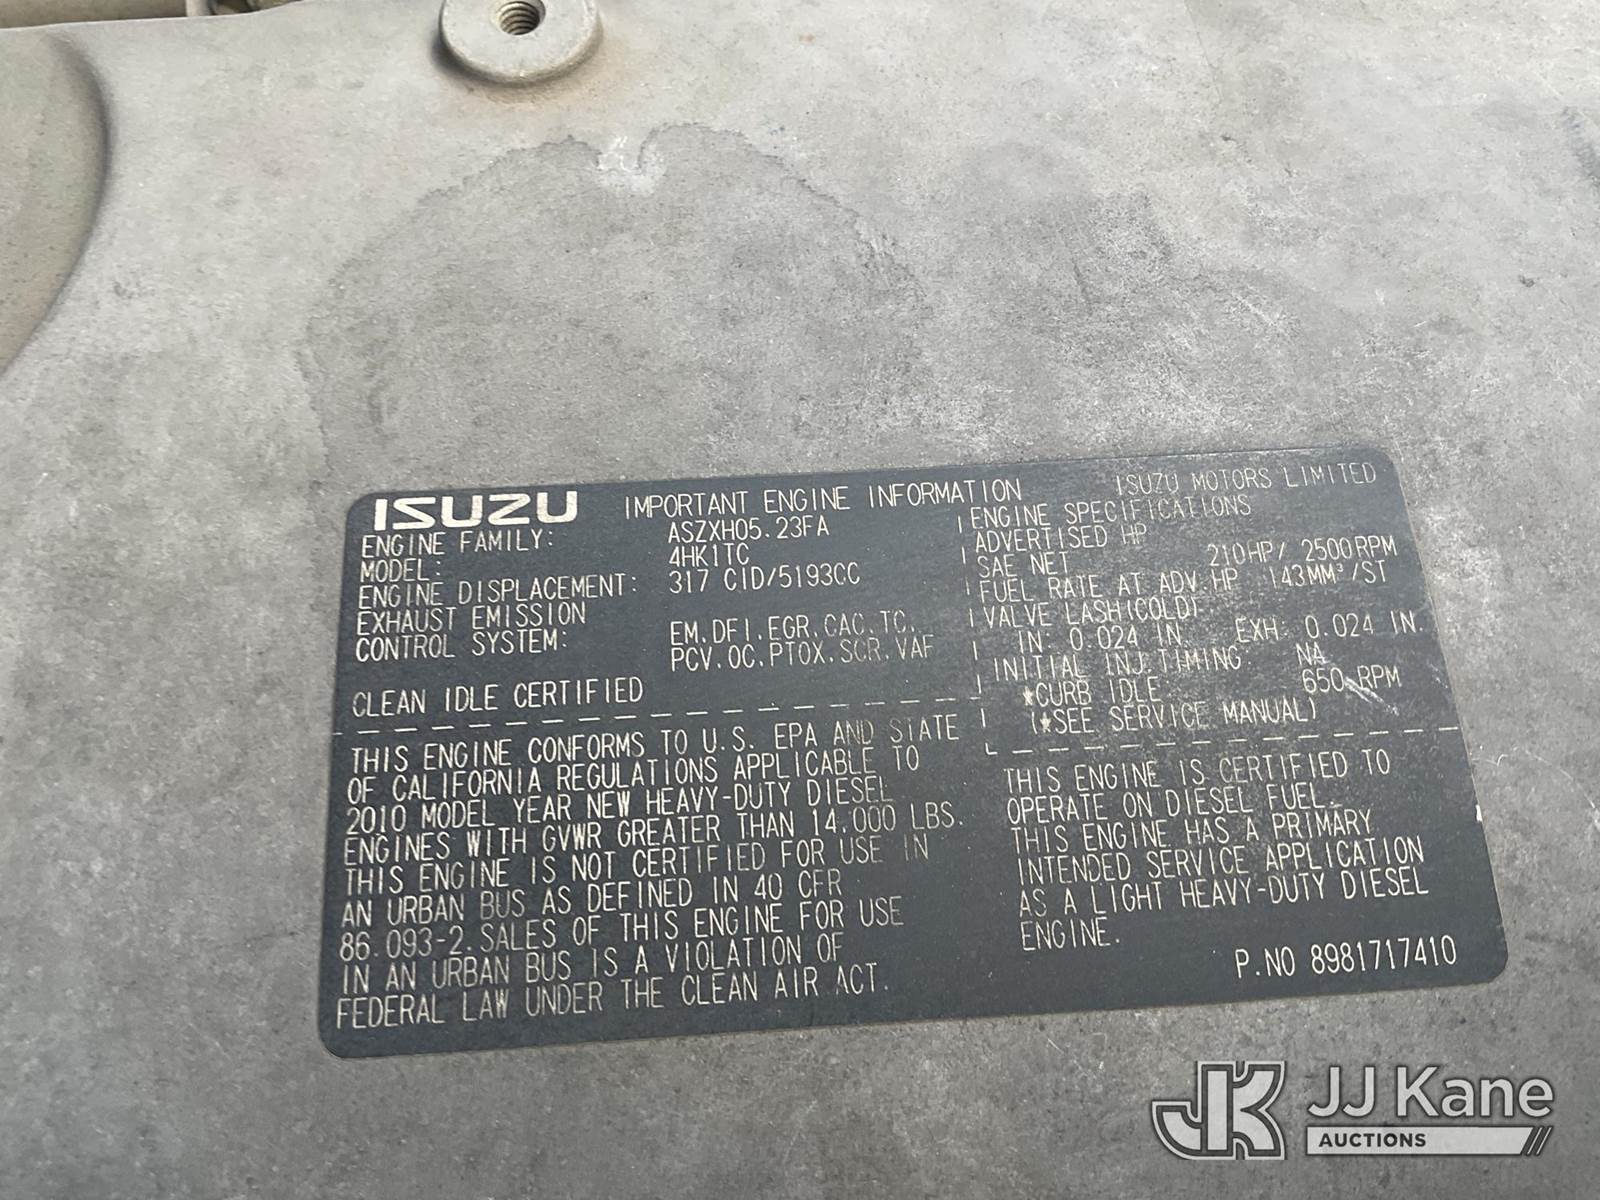 ISUZU IMPORTANT ENGINE INFORMATION ISUZU MOTORS LIMITED
ENGINE FAMILY: ASZXH05.23FA
MODEL: 4HK1TC
ENGINE DISPLACEMENT: 317 CID/5193CC
EXHAUST EMISSION
CONTROL SYSTEM: EM.DFI.EGR.CAC.TC.
PCV.OC.PTOX.SCR.VAF
CLEAN IDLE CERTIFIED
ENGINE SPECIFICATIONS
ADVERTISED HP
SAE NET 210HP/ 2500RPM
FUEL RATE AT ADV.HP 143MM³/ST
VALVE LASH(COLD)
IN: 0.024 IN. EXH: 0.024 IN.
INITIAL INJ.TIMING: NA
*CURB IDLE 650 RPM
(*SEE SERVICE MANUAL)
THIS ENGINE CONFORMS TO U.S. EPA AND STATE
OF CALIFORNIA REGULATIONS APPLICABLE TO
2010 MODEL YEAR NEW HEAVY-DUTY DIESEL
ENGINES WITH GVWR GREATER THAN 14.000 LBS.
THIS ENGINE IS NOT CERTIFIED FOR USE IN
AN URBAN BUS AS DEFINED IN 40 CFR
86.093-2.SALES OF THIS ENGINE FOR USE
IN AN URBAN BUS IS A VIOLATION OF
FEDERAL LAW UNDER THE CLEAN AIR ACT.
THIS ENGINE IS CERTIFIED TO
OPERATE ON DIESEL FUEL.
THIS ENGINE HAS A PRIMARY
INTENDED SERVICE APPLICATION
AS A LIGHT HEAVY-DUTY DIESEL
ENGINE.
P.NO 8981717410
JK JJ Kane
AUCTIONS